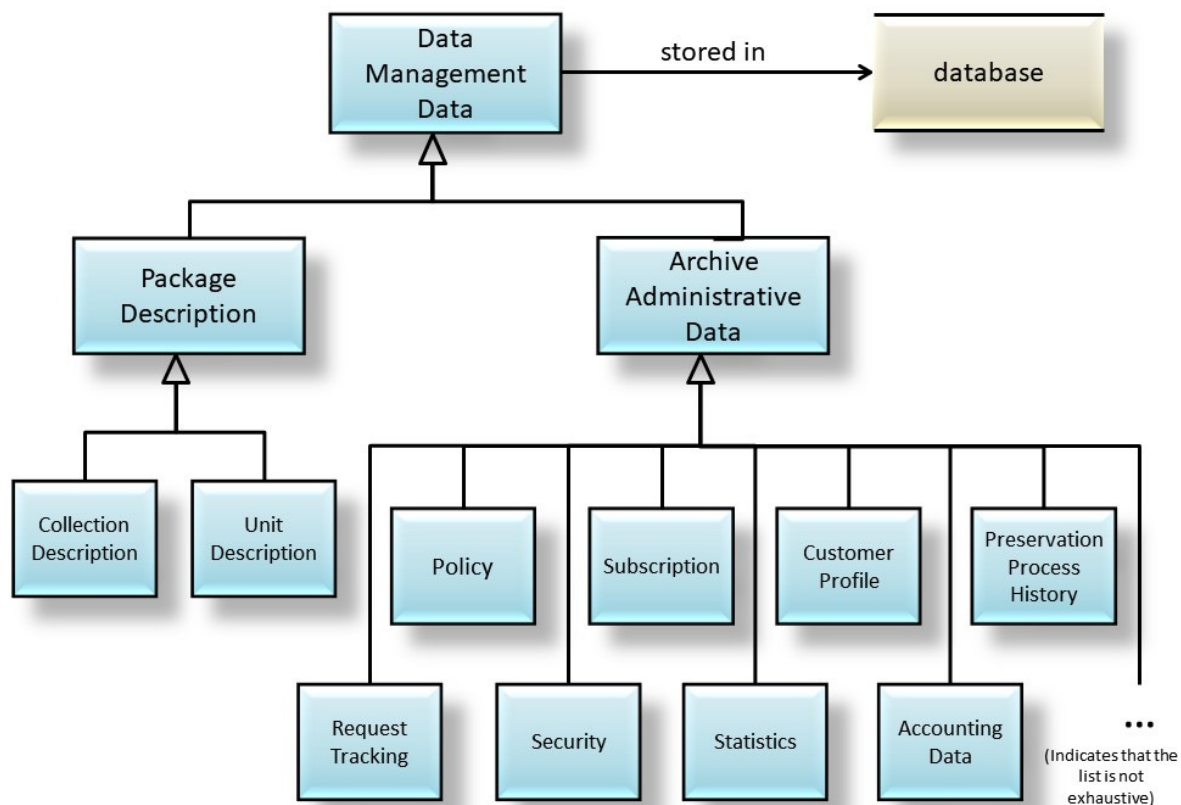 Data
Management
Data
stored in
database
Package
Description
Archive
Administrative
Data
Collection
Description
Unit
Description
Policy
Subscription
Customer
Profile
Preservation
Process
History
Request
Tracking
Security
Statistics
Accounting
Data
...
(Indicates that the
list is not
exhaustive)